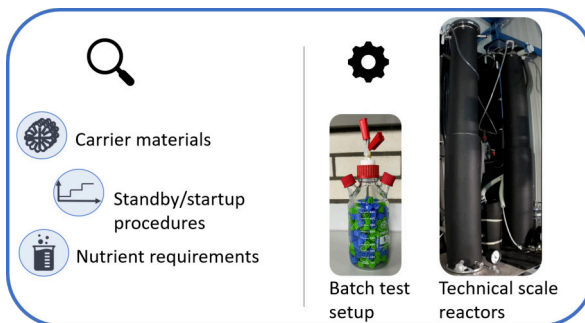 Carrier materials
Standby/startup
procedures
Nutrient requirements
Batch test
setup
Technical scale
reactors